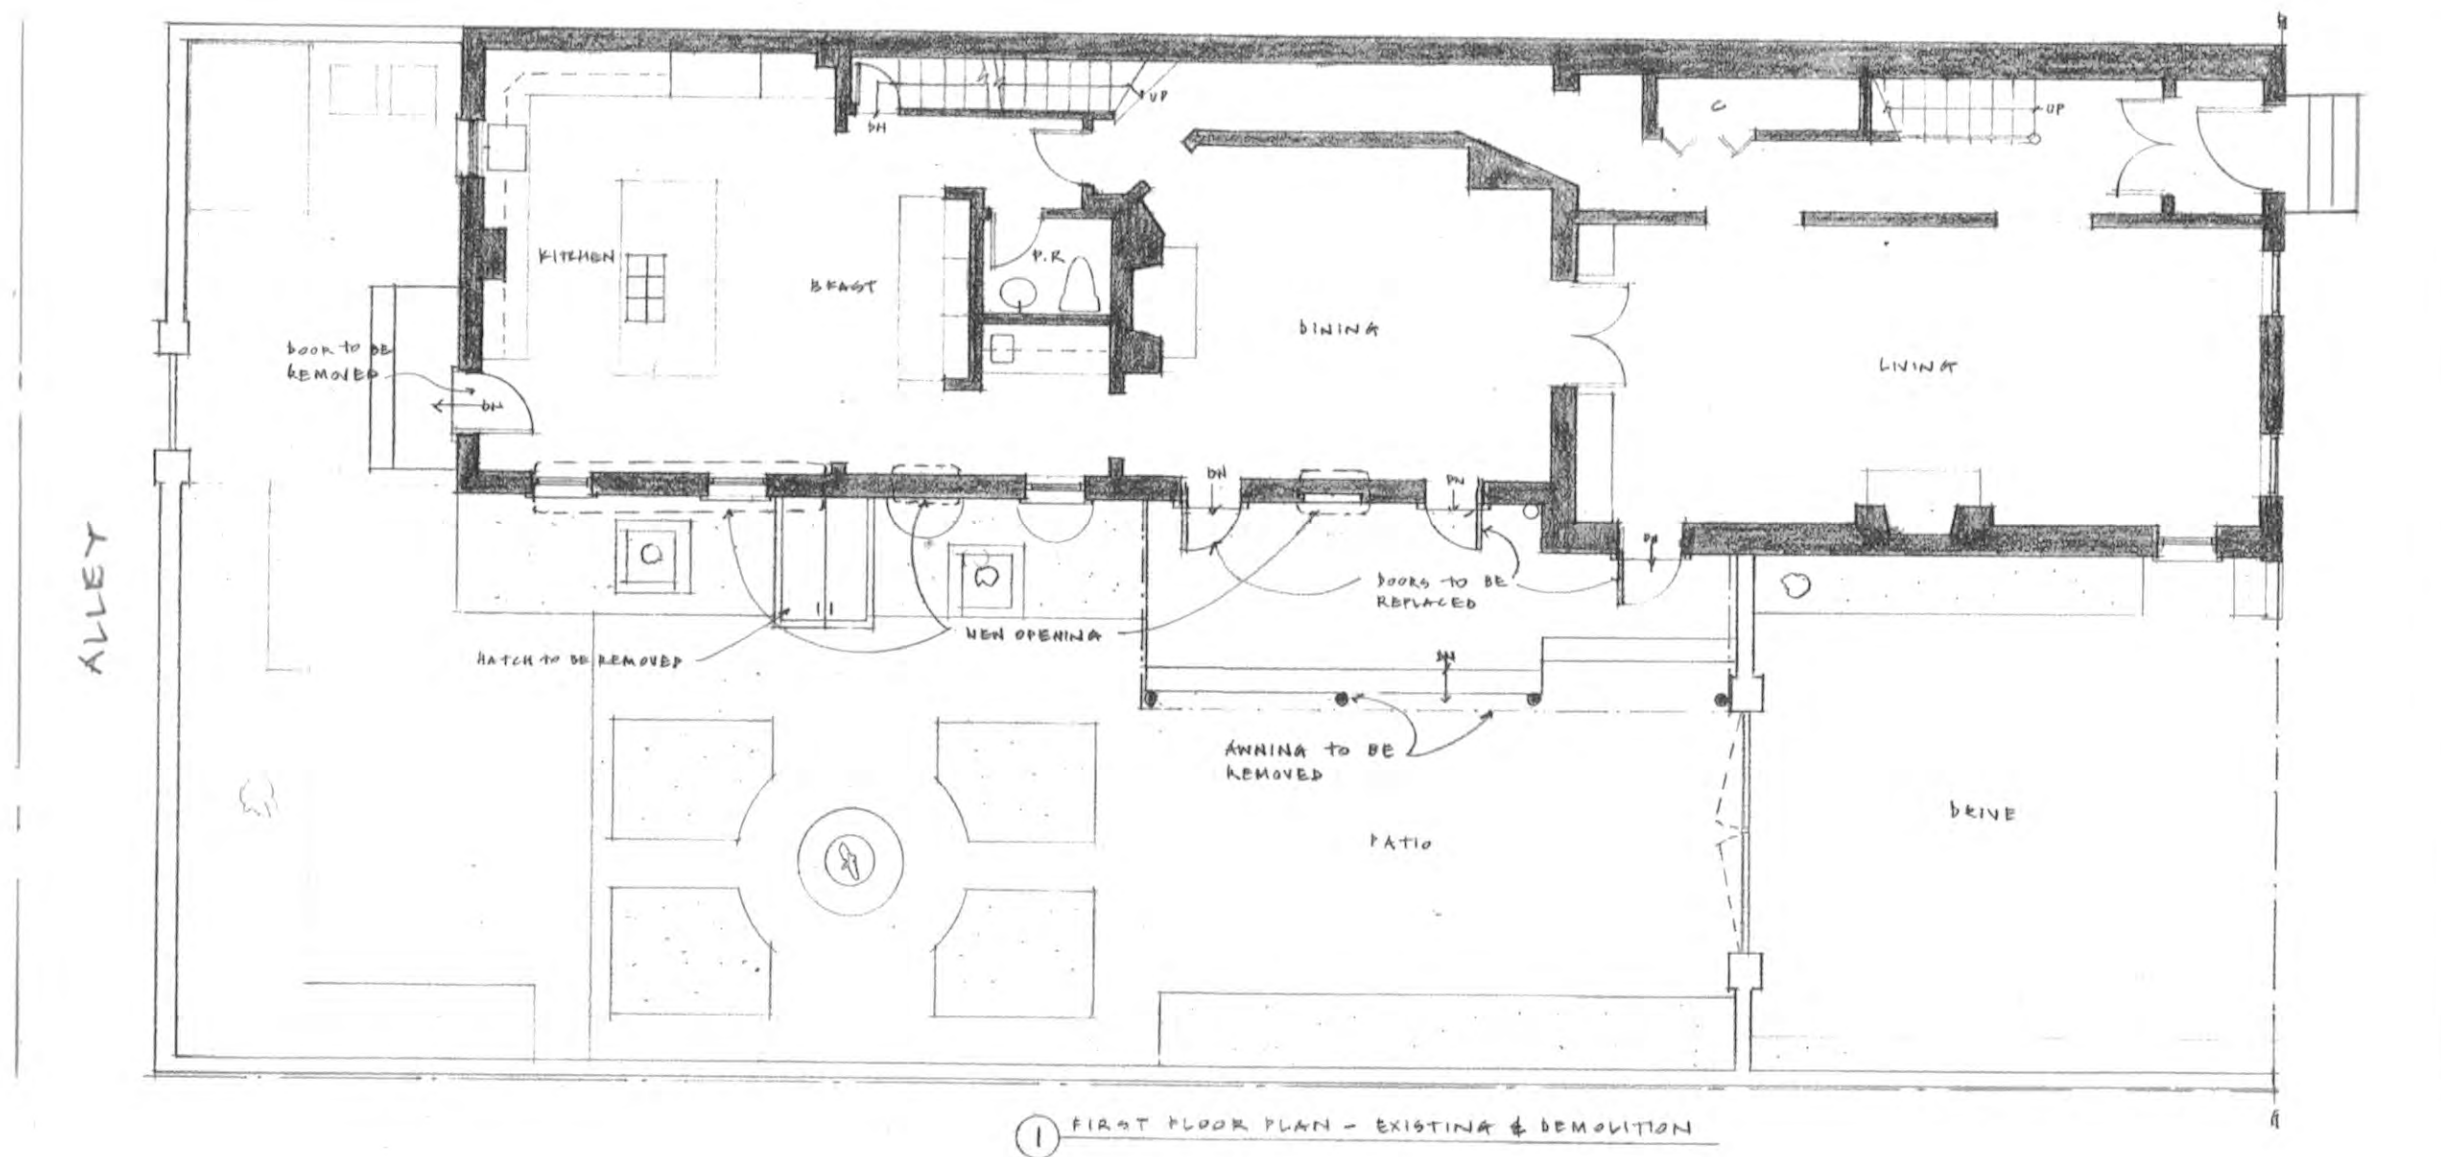 C
UP
UP
DN
P.R
KITCHEN
BEAST
DINING
LIVING
DOOR TO BE
REMOVED
DN
DN
DN
DN
DOORS TO BE
REPLACED
NEW OPENING
HATCH TO BE REMOVED
DN
AWNING TO BE
REMOVED
ALLEY
PATIO
DRIVE
1 FIRST FLOOR PLAN - EXISTING & DEMOLITION